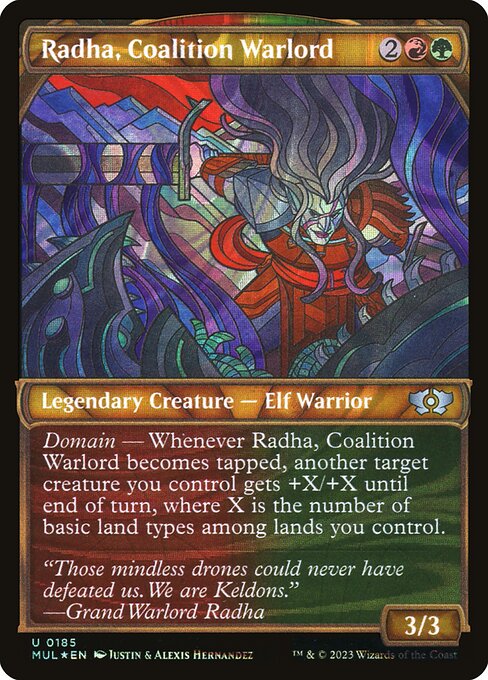 Radha, Coalition Warlord 2
Legendary Creature — Elf Warrior
Domain — Whenever Radha, Coalition
Warlord becomes tapped, another target
creature you control gets +X/+X until
end of turn, where X is the number of
basic land types among lands you control.
“Those mindless drones could never have
defeated us. We are Keldons.”
—Grand Warlord Radha
3/3
U 0185
MUL★EN Justin & Alexis Hernandez ™ & © 2023 Wizards of the Coast